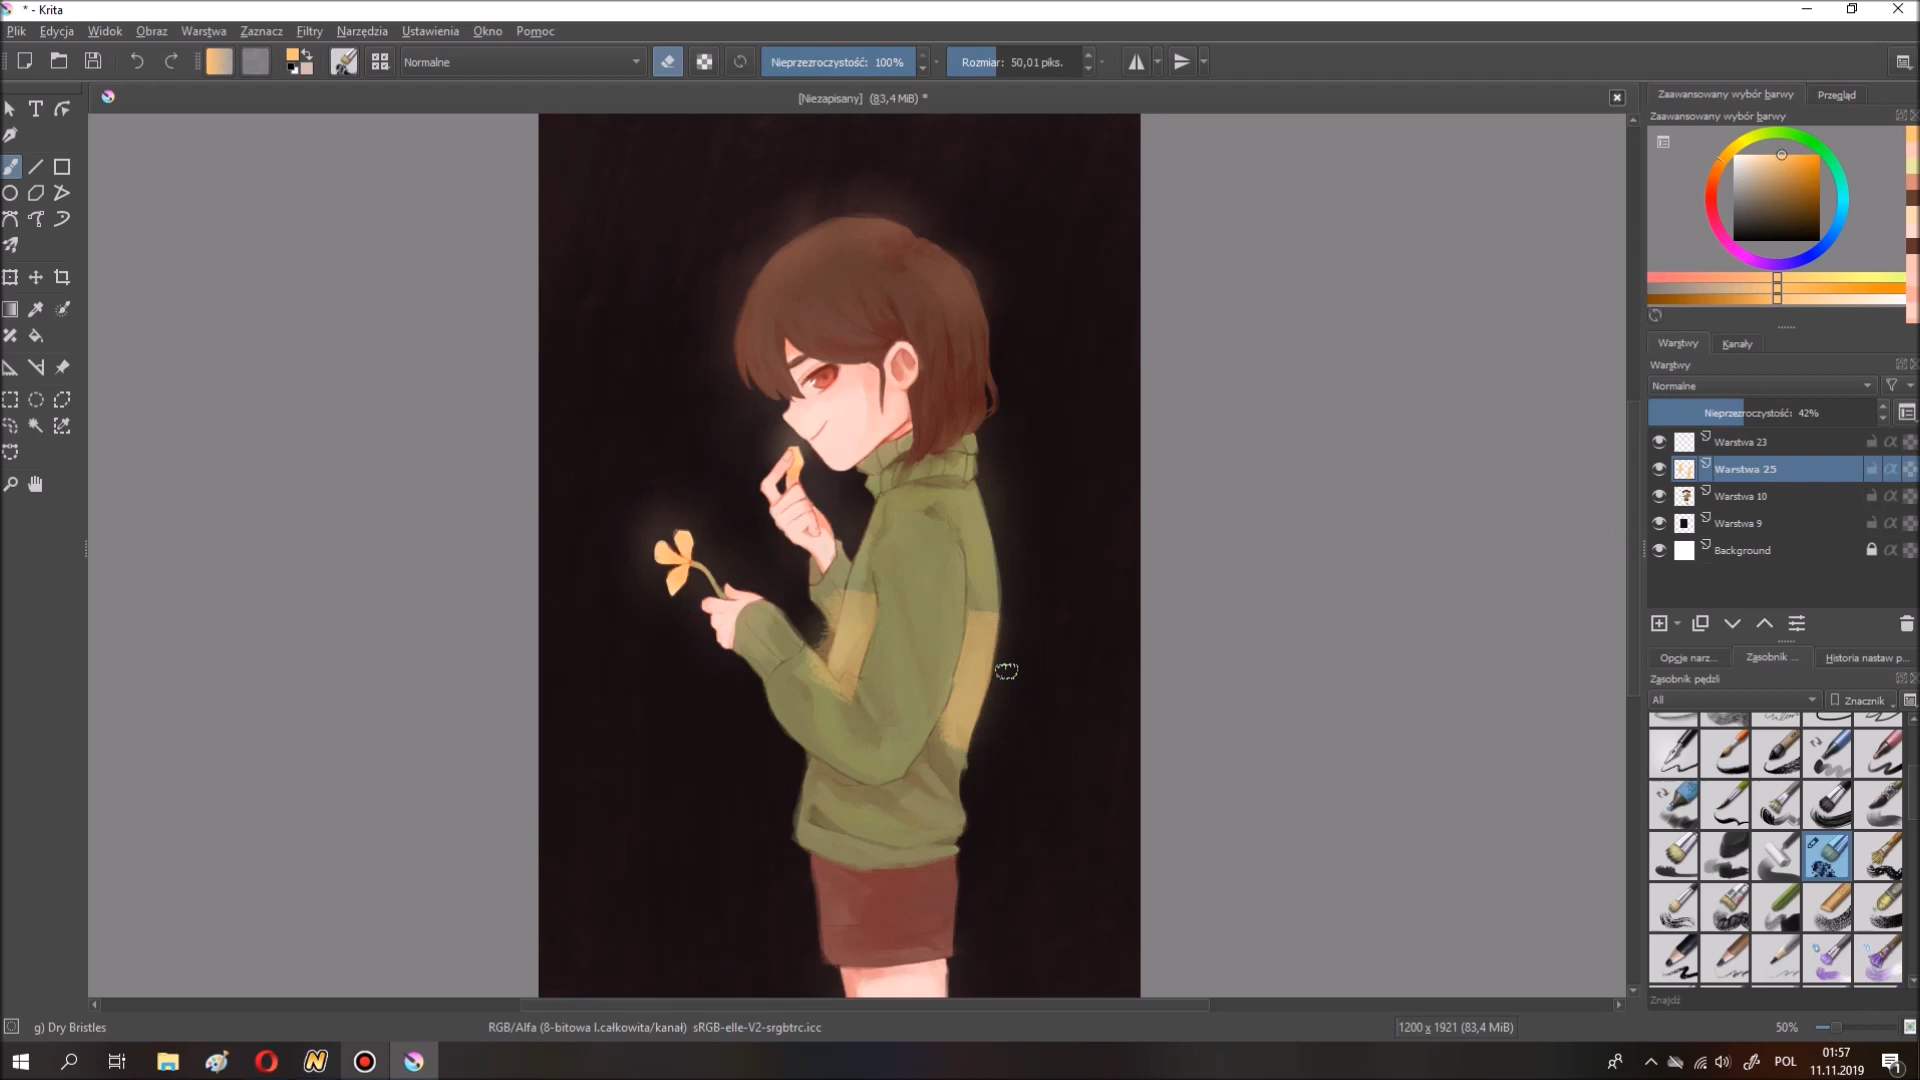 * - Krita
Plik Edycja Widok Obraz Warstwa Zaznacz Filtry Narzędzia Ustawienia Okno Pomoc
Normalne
Nieprzezroczystość: 100%
Rozmiar: 50,01 piks.
[Niezapisany] (83,4 MiB) *
Zaawansowany wybór barwy
Przegląd
Zaawansowany wybór barwy
Warstwy
Kanały
Warstwy
Normalne
Nieprzezroczystość: 42%
Warstwa 23
Warstwa 25
Warstwa 10
Warstwa 9
Background
Opcje narz...
Zasobnik ...
Historia nastaw p...
Zasobnik pędzli
All
Znacznik
Znajdź
g) Dry Bristles
RGB/Alfa (8-bitowa l.całkowita/kanał) sRGB-elle-V2-srgbtrc.icc
1200 x 1921 (83,4 MiB)
50%
POL
01:57
11.11.2019
1